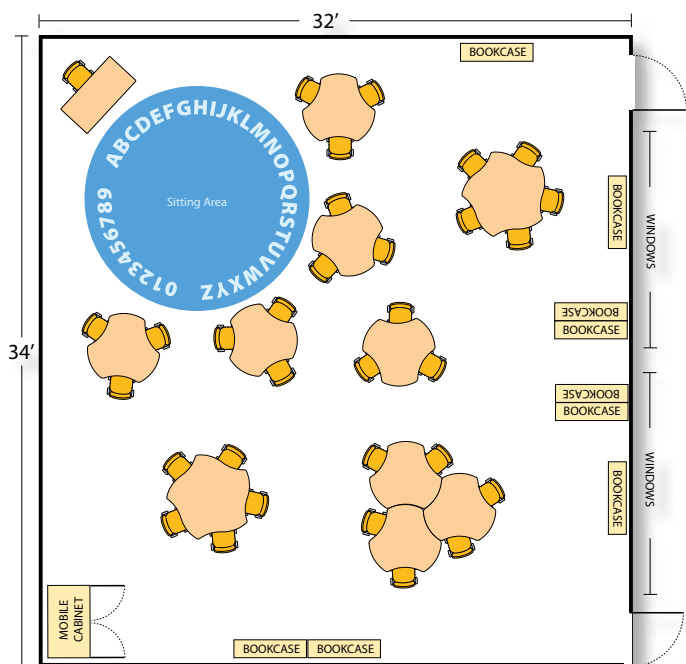 32’
BOOKCASE
ABCDEFGHIJKLMNOPQRSTUVWXYZ
Sitting Area
0123456789
BOOKCASE
WINDOWS
BOOKCASE
BOOKCASE
34’
BOOKCASE
BOOKCASE
BOOKCASE
WINDOWS
MOBILE
CABINET
BOOKCASE
BOOKCASE